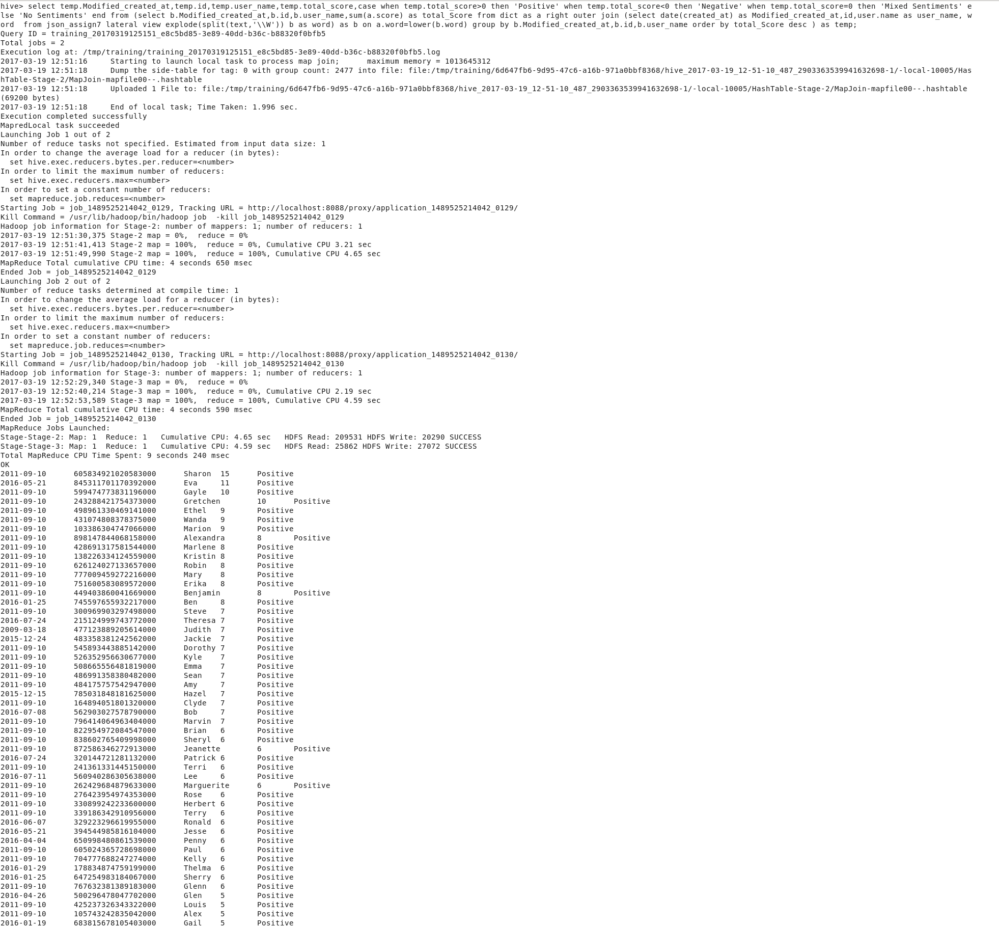 hive> select temp.Modified_created_at,temp.id,temp.user_name,temp.total_score,case when temp.total_score>0 then 'Positive' when temp.total_score<0 then 'Negative' when temp.total_score=0 then 'Mixed Sentiments' e
lse 'No Sentiments' end from (select b.Modified_created_at,b.id,b.user_name,sum(a.score) as total_Score from dict as a right outer join (select date(created_at) as Modified_created_at,id,user.name as user_name, w
ord  from json_assign7 lateral view explode(split(text,'\\W')) b as word) as b on a.word=lower(b.word) group by b.Modified_created_at,b.id,b.user_name order by total_Score desc ) as temp;
Query ID = training_20170319125151_e8c5bd85-3e89-40dd-b36c-b88320f0bfb5
Total jobs = 2
Execution log at: /tmp/training/training_20170319125151_e8c5bd85-3e89-40dd-b36c-b88320f0bfb5.log
2017-03-19 12:51:16     Starting to launch local task to process map join;      maximum memory = 1013645312
2017-03-19 12:51:18     Dump the side-table for tag: 0 with group count: 2477 into file: file:/tmp/training/6d647fb6-9d95-47c6-a16b-971a0bbf8368/hive_2017-03-19_12-51-10_487_2903363539941632698-1/-local-10005/Has
hTable-Stage-2/MapJoin-mapfile00--.hashtable
2017-03-19 12:51:18     Uploaded 1 File to: file:/tmp/training/6d647fb6-9d95-47c6-a16b-971a0bbf8368/hive_2017-03-19_12-51-10_487_2903363539941632698-1/-local-10005/HashTable-Stage-2/MapJoin-mapfile00--.hashtable
(69200 bytes)
2017-03-19 12:51:18     End of local task; Time Taken: 1.996 sec.
Execution completed successfully
MapredLocal task succeeded
Launching Job 1 out of 2
Number of reduce tasks not specified. Estimated from input data size: 1
In order to change the average load for a reducer (in bytes):
  set hive.exec.reducers.bytes.per.reducer=<number>
In order to limit the maximum number of reducers:
  set hive.exec.reducers.max=<number>
In order to set a constant number of reducers:
  set mapreduce.job.reduces=<number>
Starting Job = job_1489525214042_0129, Tracking URL = http://localhost:8088/proxy/application_1489525214042_0129/
Kill Command = /usr/lib/hadoop/bin/hadoop job  -kill job_1489525214042_0129
Hadoop job information for Stage-2: number of mappers: 1; number of reducers: 1
2017-03-19 12:51:30,375 Stage-2 map = 0%,  reduce = 0%
2017-03-19 12:51:41,413 Stage-2 map = 100%,  reduce = 0%, Cumulative CPU 3.21 sec
2017-03-19 12:51:49,990 Stage-2 map = 100%,  reduce = 100%, Cumulative CPU 4.65 sec
MapReduce Total cumulative CPU time: 4 seconds 650 msec
Ended Job = job_1489525214042_0129
Launching Job 2 out of 2
Number of reduce tasks determined at compile time: 1
In order to change the average load for a reducer (in bytes):
  set hive.exec.reducers.bytes.per.reducer=<number>
In order to limit the maximum number of reducers:
  set hive.exec.reducers.max=<number>
In order to set a constant number of reducers:
  set mapreduce.job.reduces=<number>
Starting Job = job_1489525214042_0130, Tracking URL = http://localhost:8088/proxy/application_1489525214042_0130/
Kill Command = /usr/lib/hadoop/bin/hadoop job  -kill job_1489525214042_0130
Hadoop job information for Stage-3: number of mappers: 1; number of reducers: 1
2017-03-19 12:52:29,340 Stage-3 map = 0%,  reduce = 0%
2017-03-19 12:52:40,214 Stage-3 map = 100%,  reduce = 0%, Cumulative CPU 2.19 sec
2017-03-19 12:52:53,589 Stage-3 map = 100%,  reduce = 100%, Cumulative CPU 4.59 sec
MapReduce Total cumulative CPU time: 4 seconds 590 msec
Ended Job = job_1489525214042_0130
MapReduce Jobs Launched:
Stage-Stage-2: Map: 1  Reduce: 1   Cumulative CPU: 4.65 sec   HDFS Read: 209531 HDFS Write: 20290 SUCCESS
Stage-Stage-3: Map: 1  Reduce: 1   Cumulative CPU: 4.59 sec   HDFS Read: 25862 HDFS Write: 27072 SUCCESS
Total MapReduce CPU Time Spent: 9 seconds 240 msec
OK
2011-09-10      605834921020583000      Sharon  15      Positive
2016-05-21      845311701170392000      Eva     11      Positive
2011-09-10      599474773831196000      Gayle   10      Positive
2011-09-10      243288421754373000      Gretchen        10      Positive
2011-09-10      498961330469141000      Ethel   9       Positive
2011-09-10      431074808378375000      Wanda   9       Positive
2011-09-10      103386304747066000      Marion  9       Positive
2011-09-10      898147844068158000      Alexandra       8       Positive
2011-09-10      428691317581544000      Marlene 8       Positive
2011-09-10      138226334124559000      Kristin 8       Positive
2011-09-10      626124027133657000      Robin   8       Positive
2011-09-10      777009459272216000      Mary    8       Positive
2011-09-10      751600583089572000      Erika   8       Positive
2011-09-10      449403860041669000      Benjamin        8       Positive
2016-01-25      745597655932217000      Ben     8       Positive
2011-09-10      300969903297498000      Steve   7       Positive
2016-07-24      215124999743772000      Theresa 7       Positive
2009-03-18      477123889205614000      Judith  7       Positive
2015-12-24      483358381242562000      Jackie  7       Positive
2011-09-10      545893443885142000      Dorothy 7       Positive
2011-09-10      526352956630677000      Kyle    7       Positive
2011-09-10      508665556481819000      Emma    7       Positive
2011-09-10      486991358380482000      Sean    7       Positive
2011-09-10      484175757542947000      Amy     7       Positive
2015-12-15      785031848181625000      Hazel   7       Positive
2011-09-10      164894051801320000      Clyde   7       Positive
2016-07-08      562903027578790000      Bob     7       Positive
2011-09-10      796414064963404000      Marvin  7       Positive
2011-09-10      822954972084547000      Brian   6       Positive
2011-09-10      838602765409998000      Sheryl  6       Positive
2011-09-10      872586346272913000      Jeanette        6       Positive
2016-07-24      320144721281132000      Patrick 6       Positive
2011-09-10      241361331445150000      Terri   6       Positive
2016-07-11      560940286305638000      Lee     6       Positive
2011-09-10      262429684879633000      Marguerite      6       Positive
2011-09-10      276423954974353000      Rose    6       Positive
2011-09-10      330899242233600000      Herbert 6       Positive
2011-09-10      339186342910956000      Terry   6       Positive
2016-06-07      329223296619955000      Ronald  6       Positive
2016-05-21      394544985816104000      Jesse   6       Positive
2016-04-04      650998480861539000      Penny   6       Positive
2011-09-10      605024365728698000      Paul    6       Positive
2011-09-10      704777688247274000      Kelly   6       Positive
2016-01-29      178834874759199000      Thelma  6       Positive
2016-01-25      647254983184067000      Sherry  6       Positive
2011-09-10      767632381389183000      Glenn   6       Positive
2016-04-26      500296478047702000      Glen    5       Positive
2011-09-10      425237326343322000      Louis   5       Positive
2011-09-10      105743242835042000      Alex    5       Positive
2016-01-19      683815678105403000      Gail    5       Positive